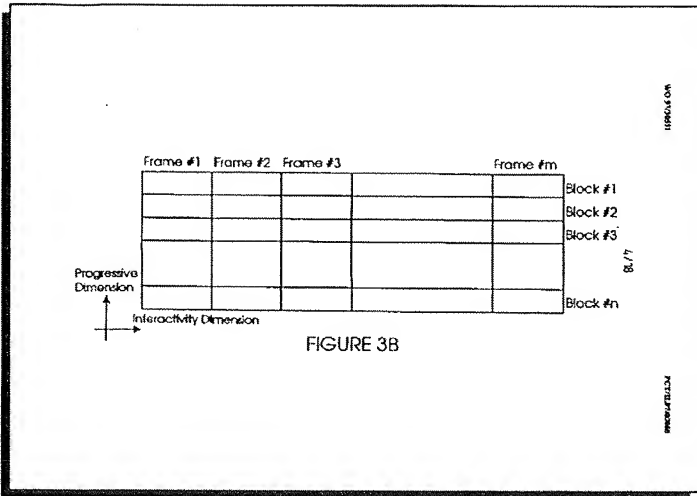 Frame #1 Frame #2 Frame #3 Frame #m
Block #1
Block #2
Block #3
Block #n
Progressive
Dimension
Interactivity Dimension
FIGURE 3B
4/18